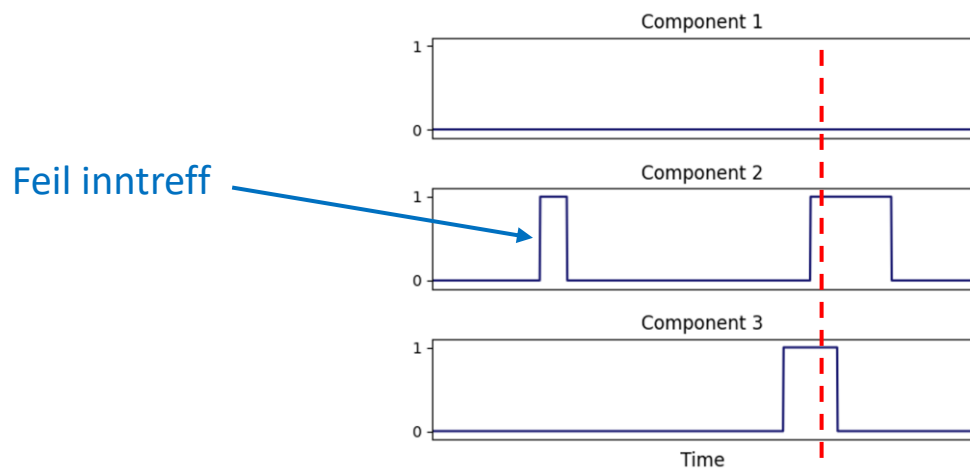 Component 1
1
0
Feil inntreff
Component 2
1
0
Component 3
1
0
Time